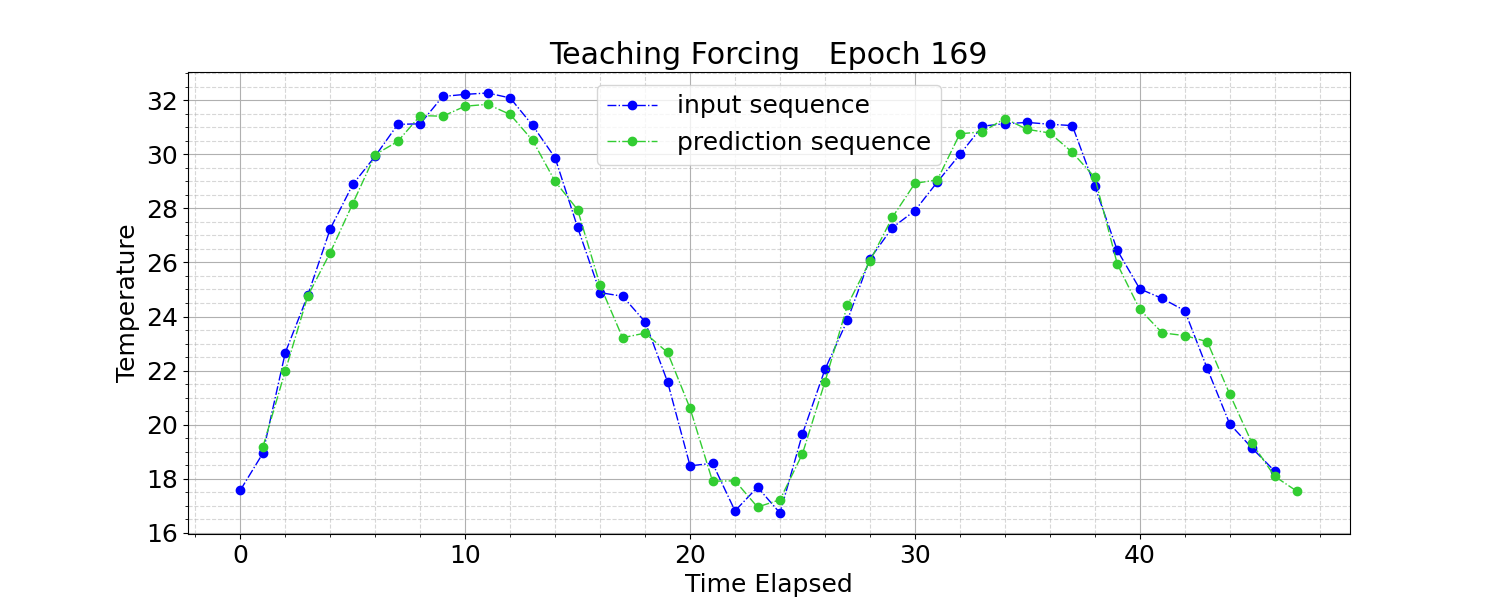 Teaching Forcing   Epoch 169
input sequence
prediction sequence
Temperature
32
30
28
26
24
22
20
18
16
0 10 20 30 40
Time Elapsed